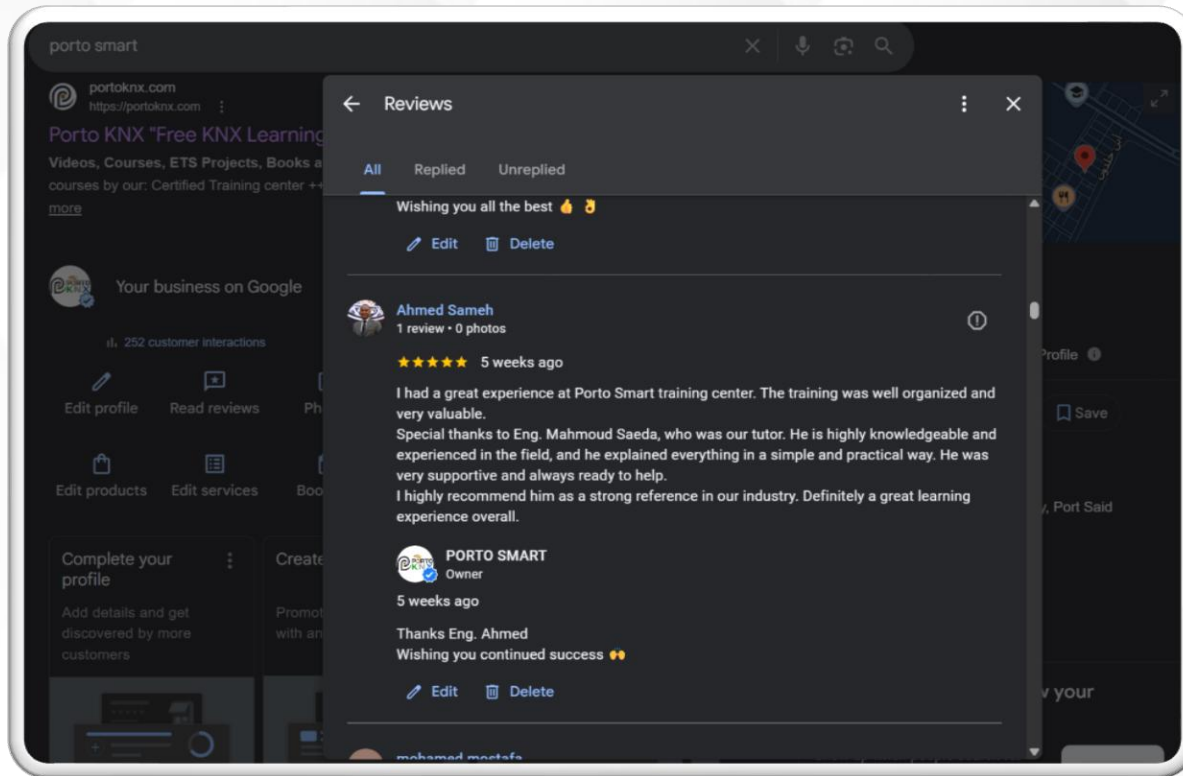 porto smart
portoknx.com
https://portoknx.com
Porto KNX "Free KNX Learning
Videos, Courses, ETS Projects, Books a
courses by our: Certified Training center ++
more
Your business on Google
252 customer interactions
Edit profile
Read reviews
Ph
Edit products
Edit services
Boo
Complete your
profile
Add details and get
discovered by more
customers
Create
Promot
with an
Reviews
All
Replied
Unreplied
Wishing you all the best 👍 👌
Edit
Delete
Ahmed Sameh
1 review • 0 photos
5 weeks ago
I had a great experience at Porto Smart training center. The training was well organized and
very valuable.
Special thanks to Eng. Mahmoud Saeda, who was our tutor. He is highly knowledgeable and
experienced in the field, and he explained everything in a simple and practical way. He was
very supportive and always ready to help.
I highly recommend him as a strong reference in our industry. Definitely a great learning
experience overall.
PORTO SMART
Owner
5 weeks ago
Thanks Eng. Ahmed
Wishing you continued success 🙌
Edit
Delete
mohamed mostafa
Profile
Save
y, Port Said
w your